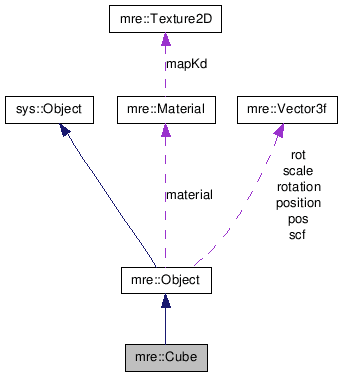 mre::Texture2D
mapKd
sys::Object
mre::Material
mre::Vector3f
material
rot
scale
rotation
position
pos
scf
mre::Object
mre::Cube